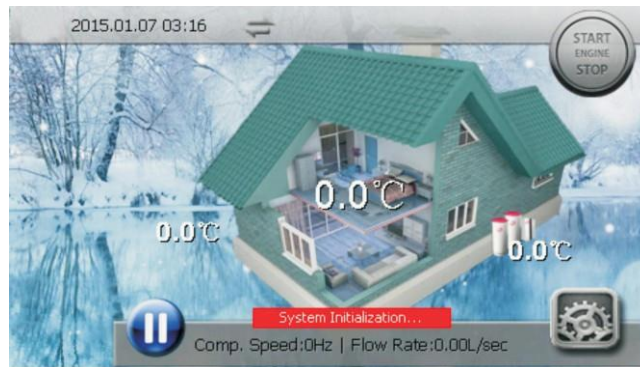 2015.01.07 03:16
START
ENGINE
STOP
0.0℃
0.0℃
0.0℃
System Initialization...
Comp. Speed:0Hz | Flow Rate:0.00L/sec